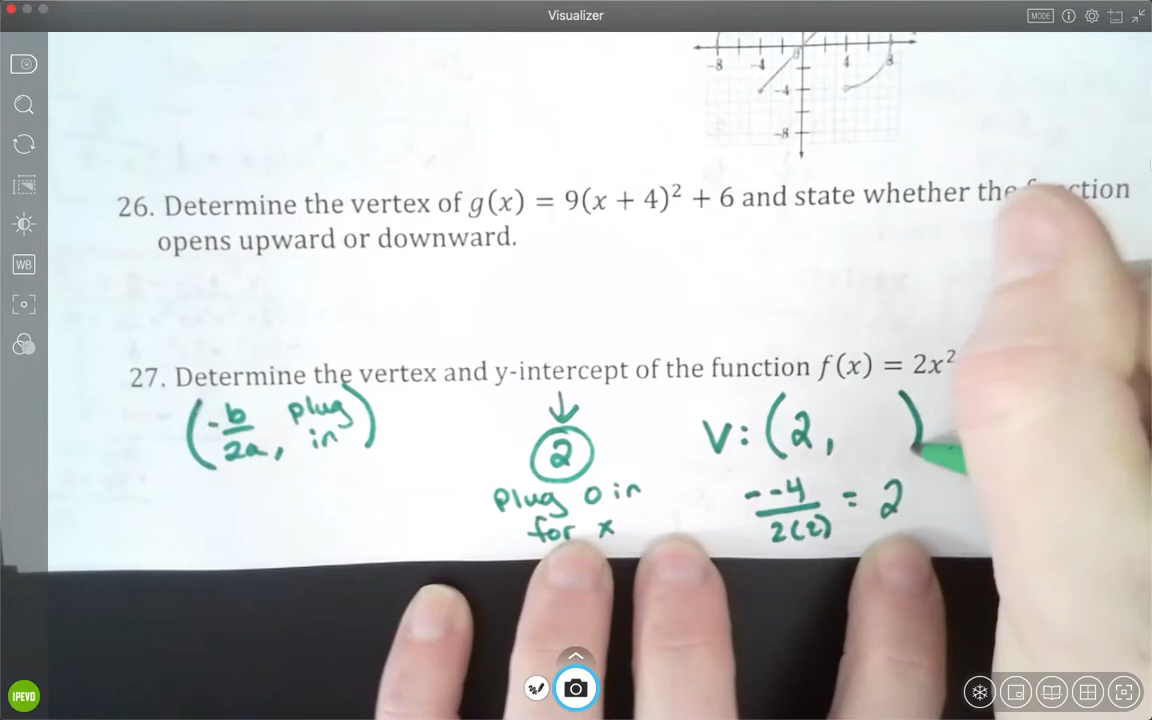 Visualizer
MODE
WB
-8 -4 4 8
-4
-8
26. Determine the vertex of g(x) = 9(x + 4)² + 6 and state whether the function
opens upward or downward.
27. Determine the vertex and y-intercept of the function f(x) = 2x²
(-b/2a, plug in)
2
plug 0 in
for x
V: (2, )
--4/2(2) = 2
IPEVO